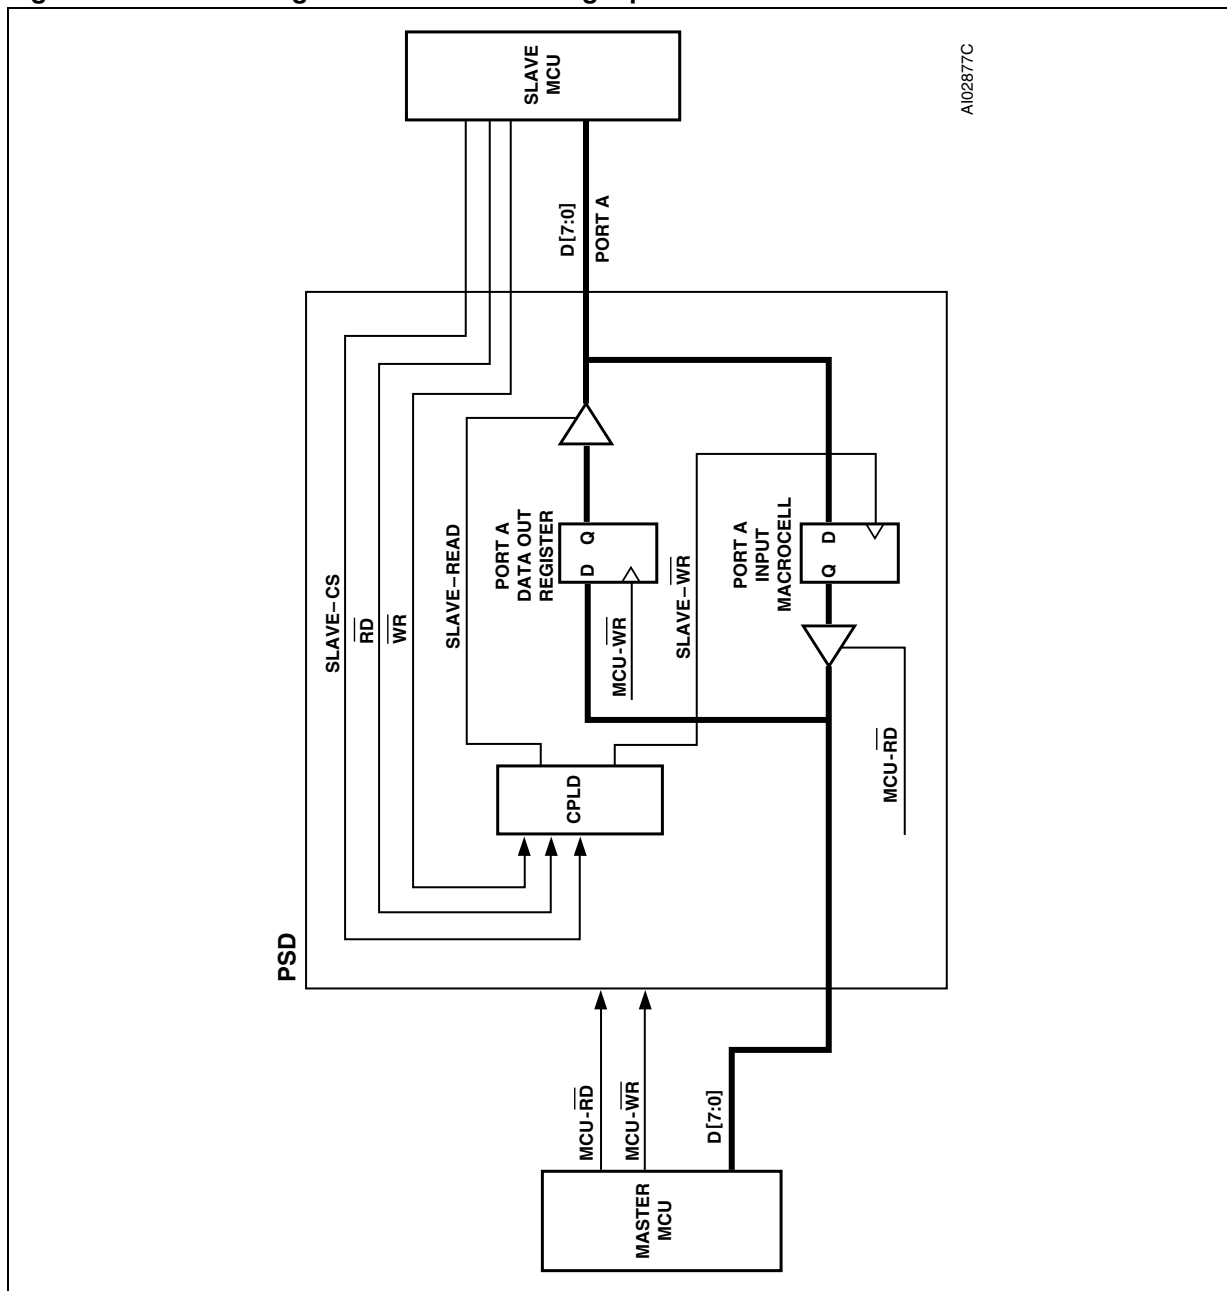 PSD
SLAVE–CS
RD
WR
SLAVE–READ
PORT A
DATA OUT
REGISTER
SLAVE
MCU
D[7:0]
PORT A
CPLD
D Q
MCU-RD
MCU-WR
MCU-WR
MASTER
MCU
D[7:0]
SLAVE–WR
PORT A
INPUT
MACROCELL
Q D
MCU-RD
AI02877C